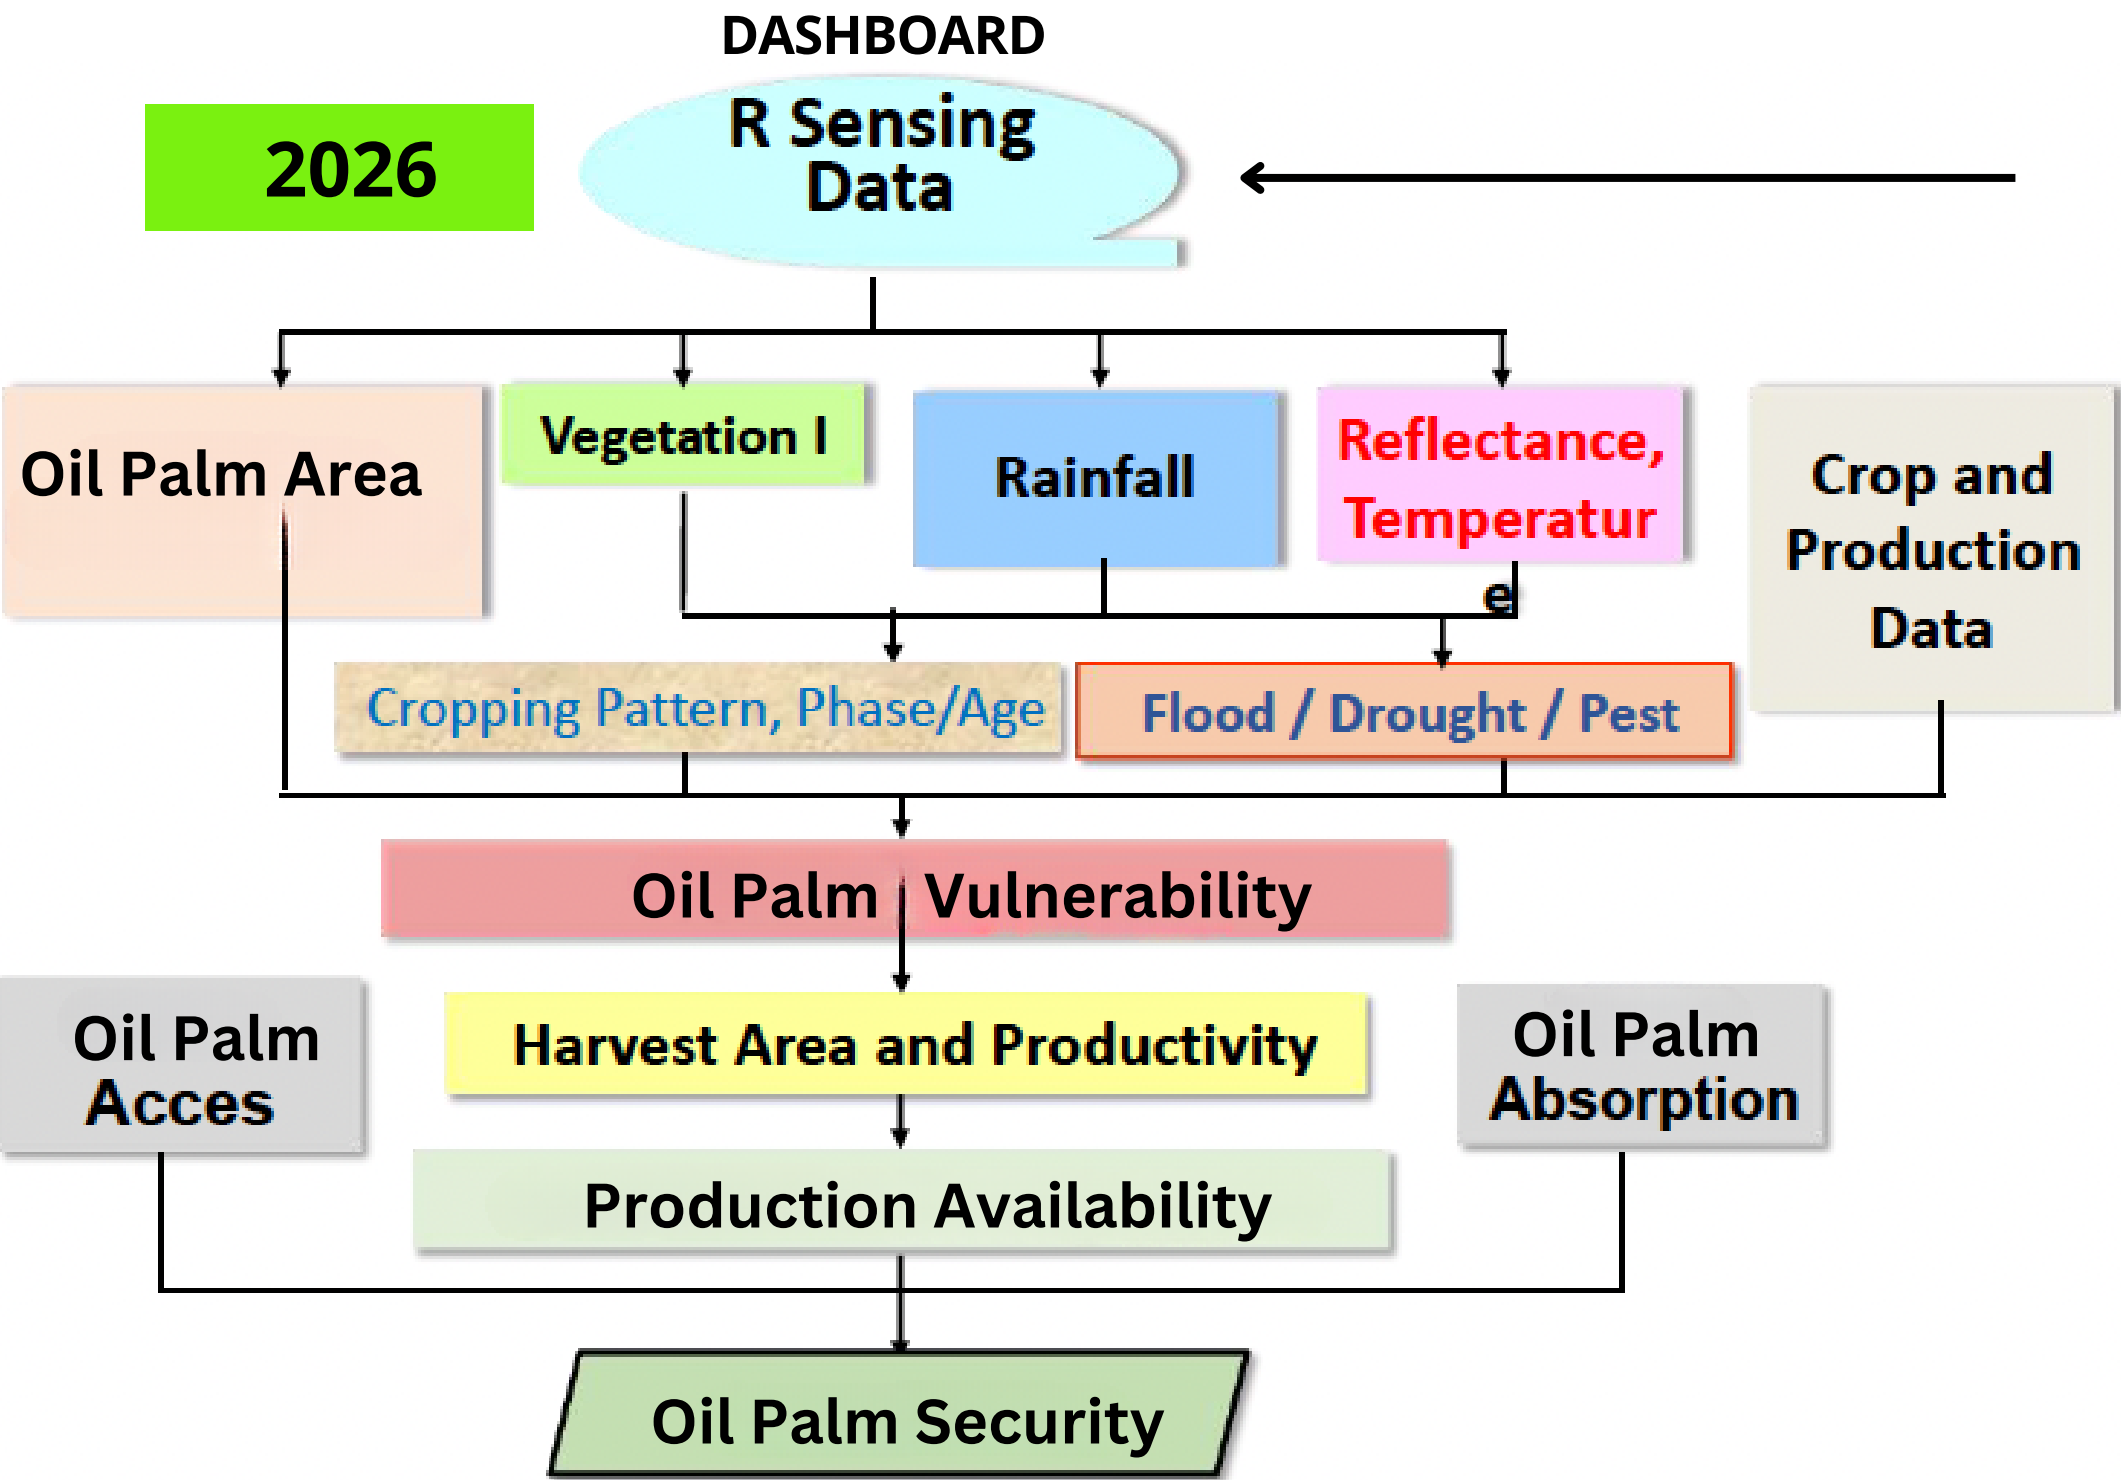 DASHBOARD
2026
R Sensing
Data
Oil Palm Area
Vegetation I
Rainfall
Reflectance,
Temperatur
e
Crop and
Production
Data
Cropping Pattern, Phase/Age
Flood / Drought / Pest
Oil Palm Vulnerability
Oil Palm
Acces
Harvest Area and Productivity
Oil Palm
Absorption
Production Availability
Oil Palm Security